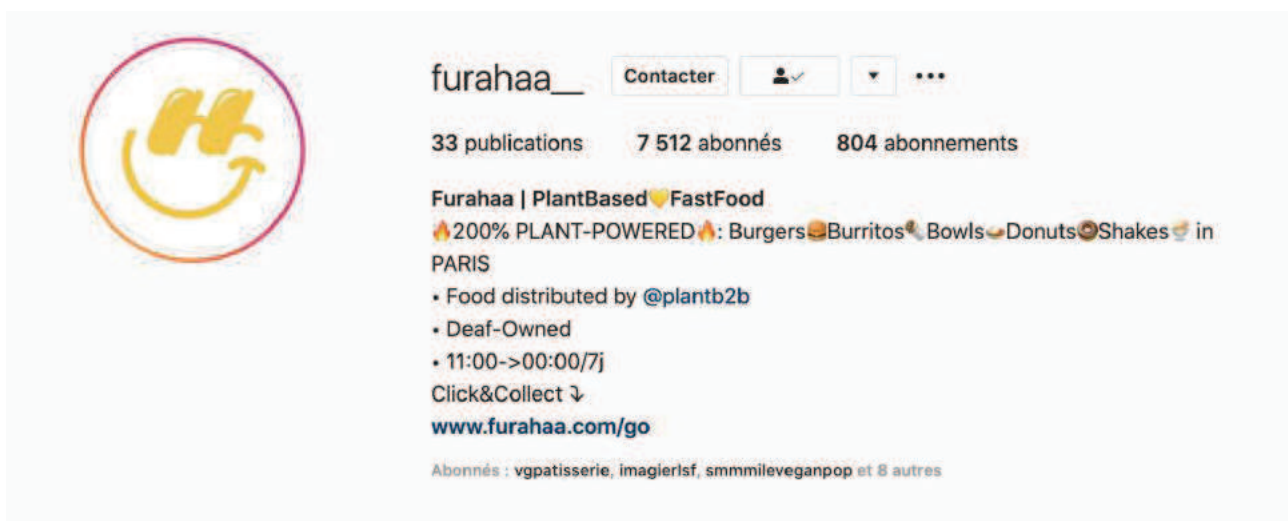 furahaa__ Contacter
33 publications 7 512 abonnés 804 abonnements
Furahaa | PlantBased💛FastFood
🔥200% PLANT-POWERED🔥: Burgers🍔Burritos🌯Bowls🥗Donuts🍩Shakes🍨 in
PARIS
• Food distributed by @plantb2b
• Deaf-Owned
• 11:00->00:00/7j
Click&Collect ⤵
www.furahaa.com/go
Abonnés : vgpatisserie, imagierlsf, smmmileveganpop et 8 autres